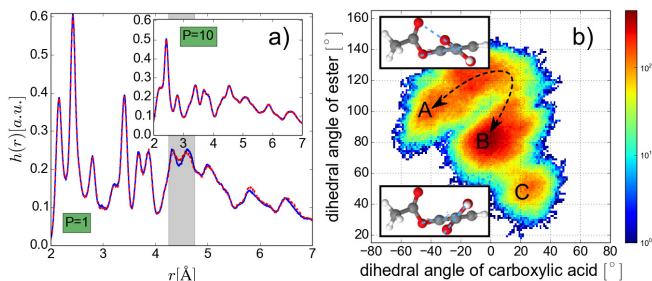 a)
P=10
P=1
h(r)[a.u.]
0.6
0.5
0.4
0.3
0.2
0.1
0.0
2 3 4 5 6 7
r[Å]
0.5
0.4
0.3
0.2
0.1
0.0
2 3 4 5 6 7
b)
A
B
C
dihedral angle of ester [°]
160
140
120
100
80
60
40
20
−80 −60 −40 −20 0 20 40 60 80
dihedral angle of carboxylic acid [°]
10²
10¹
10⁰